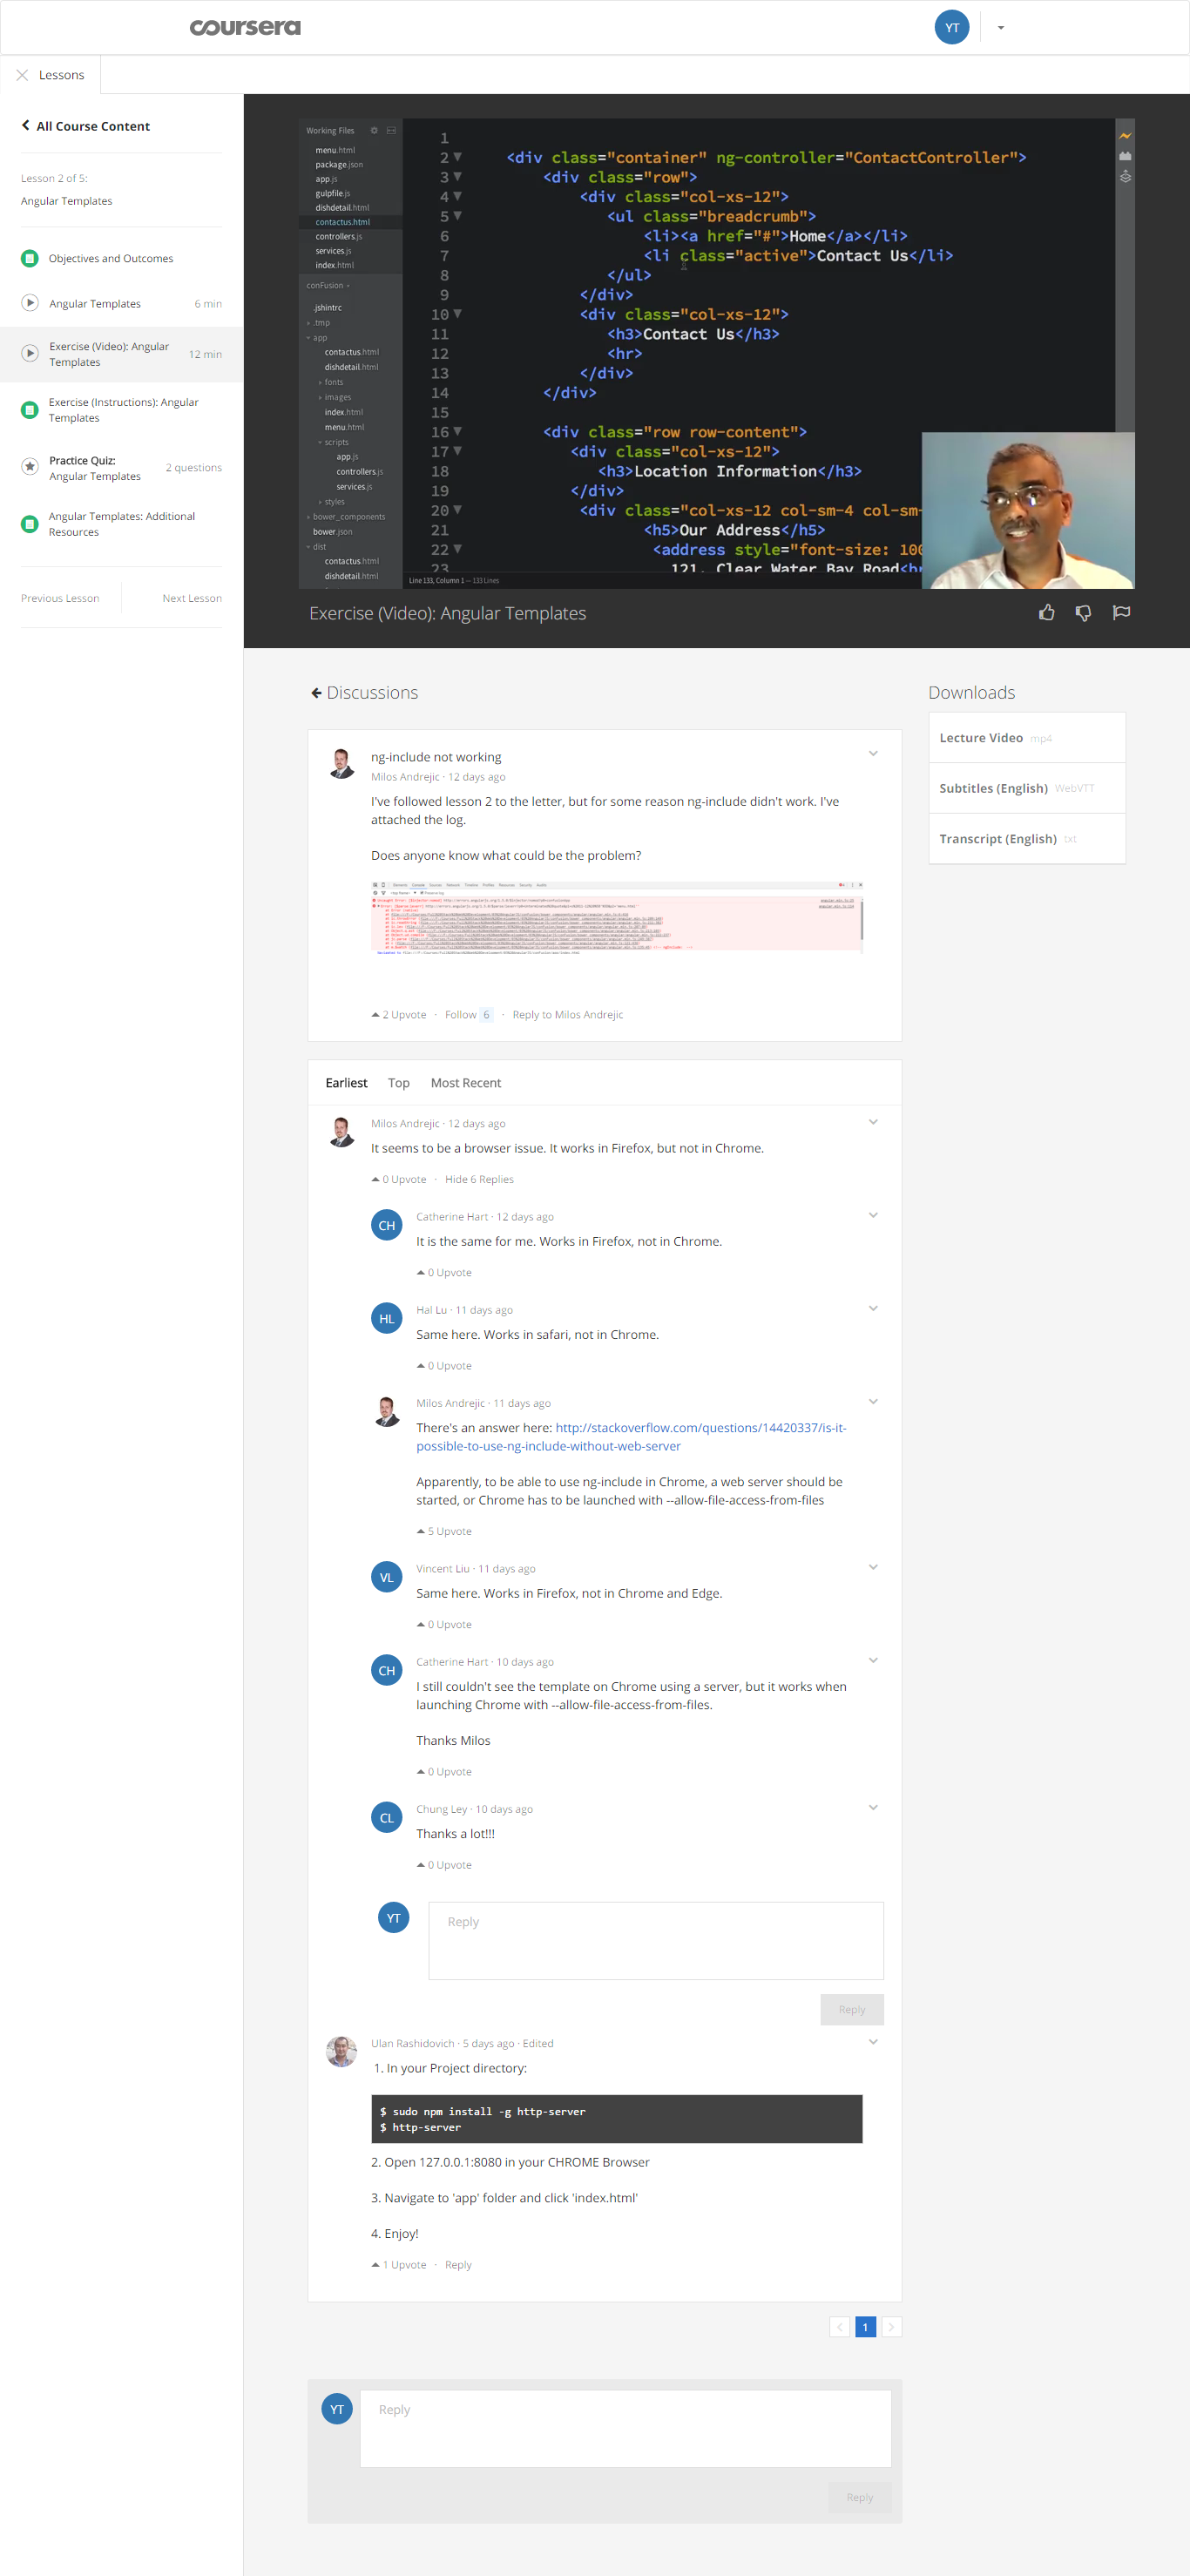 coursera
YT
Lessons
All Course Content
Lesson 2 of 5:
Angular Templates
Objectives and Outcomes
Angular Templates 6 min
Exercise (Video): Angular
Templates
12 min
Exercise (Instructions): Angular
Templates
Practice Quiz:
Angular Templates
2 questions
Angular Templates: Additional
Resources
Previous Lesson
Next Lesson
Working Files
menu.html
package.json
app.js
gulpfile.js
dishdetail.html
contactus.html
controllers.js
services.js
index.html
conFusion
.jshintrc
.tmp
app
contactus.html
dishdetail.html
fonts
images
index.html
menu.html
scripts
app.js
controllers.js
services.js
styles
bower_components
bower.json
dist
contactus.html
dishdetail.html
1
2 <div class="container" ng-controller="ContactController">
3 <div class="row">
4 <div class="col-xs-12">
5 <ul class="breadcrumb">
6 <li><a href="#">Home</a></li>
7 <li class="active">Contact Us</li>
8 </ul>
9 </div>
10 <div class="col-xs-12">
11 <h3>Contact Us</h3>
12 <hr>
13 </div>
14 </div>
15
16 <div class="row row-content">
17 <div class="col-xs-12">
18 <h3>Location Information</h3>
19 </div>
20 <div class="col-xs-12 col-sm-4 col-sm-
21 <h5>Our Address</h5>
22 <address style="font-size: 100
23 121, Clear Water Bay Road<br
Line 133, Column 1 — 133 Lines
Exercise (Video): Angular Templates
Discussions
ng-include not working
Milos Andrejic · 12 days ago
I've followed lesson 2 to the letter, but for some reason ng-include didn't work. I've
attached the log.
Does anyone know what could be the problem?
2 Upvote · Follow 6 · Reply to Milos Andrejic
Downloads
Lecture Video mp4
Subtitles (English) WebVTT
Transcript (English) txt
Earliest Top Most Recent
Milos Andrejic · 12 days ago
It seems to be a browser issue. It works in Firefox, but not in Chrome.
0 Upvote · Hide 6 Replies
CH
Catherine Hart · 12 days ago
It is the same for me. Works in Firefox, not in Chrome.
0 Upvote
HL
Hal Lu · 11 days ago
Same here. Works in safari, not in Chrome.
0 Upvote
Milos Andrejic · 11 days ago
There's an answer here: http://stackoverflow.com/questions/14420337/is-it-
possible-to-use-ng-include-without-web-server
Apparently, to be able to use ng-include in Chrome, a web server should be
started, or Chrome has to be launched with --allow-file-access-from-files
5 Upvote
VL
Vincent Liu · 11 days ago
Same here. Works in Firefox, not in Chrome and Edge.
0 Upvote
CH
Catherine Hart · 10 days ago
I still couldn't see the template on Chrome using a server, but it works when
launching Chrome with --allow-file-access-from-files.
Thanks Milos
0 Upvote
CL
Chung Ley · 10 days ago
Thanks a lot!!!
0 Upvote
YT
Reply
Reply
Ulan Rashidovich · 5 days ago · Edited
1. In your Project directory:
$ sudo npm install -g http-server
$ http-server
2. Open 127.0.0.1:8080 in your CHROME Browser
3. Navigate to 'app' folder and click 'index.html'
4. Enjoy!
1 Upvote · Reply
1
YT
Reply
Reply